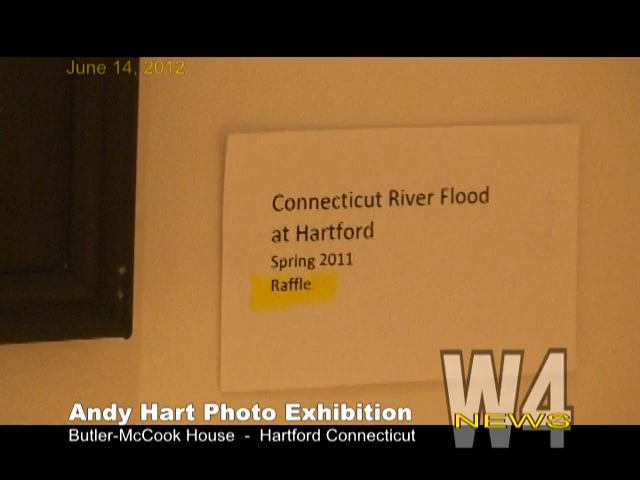 June 14, 2012
Connecticut River Flood
at Hartford
Spring 2011
Raffle
W4
NEWS
Andy Hart Photo Exhibition
Butler-McCook House - Hartford Connecticut